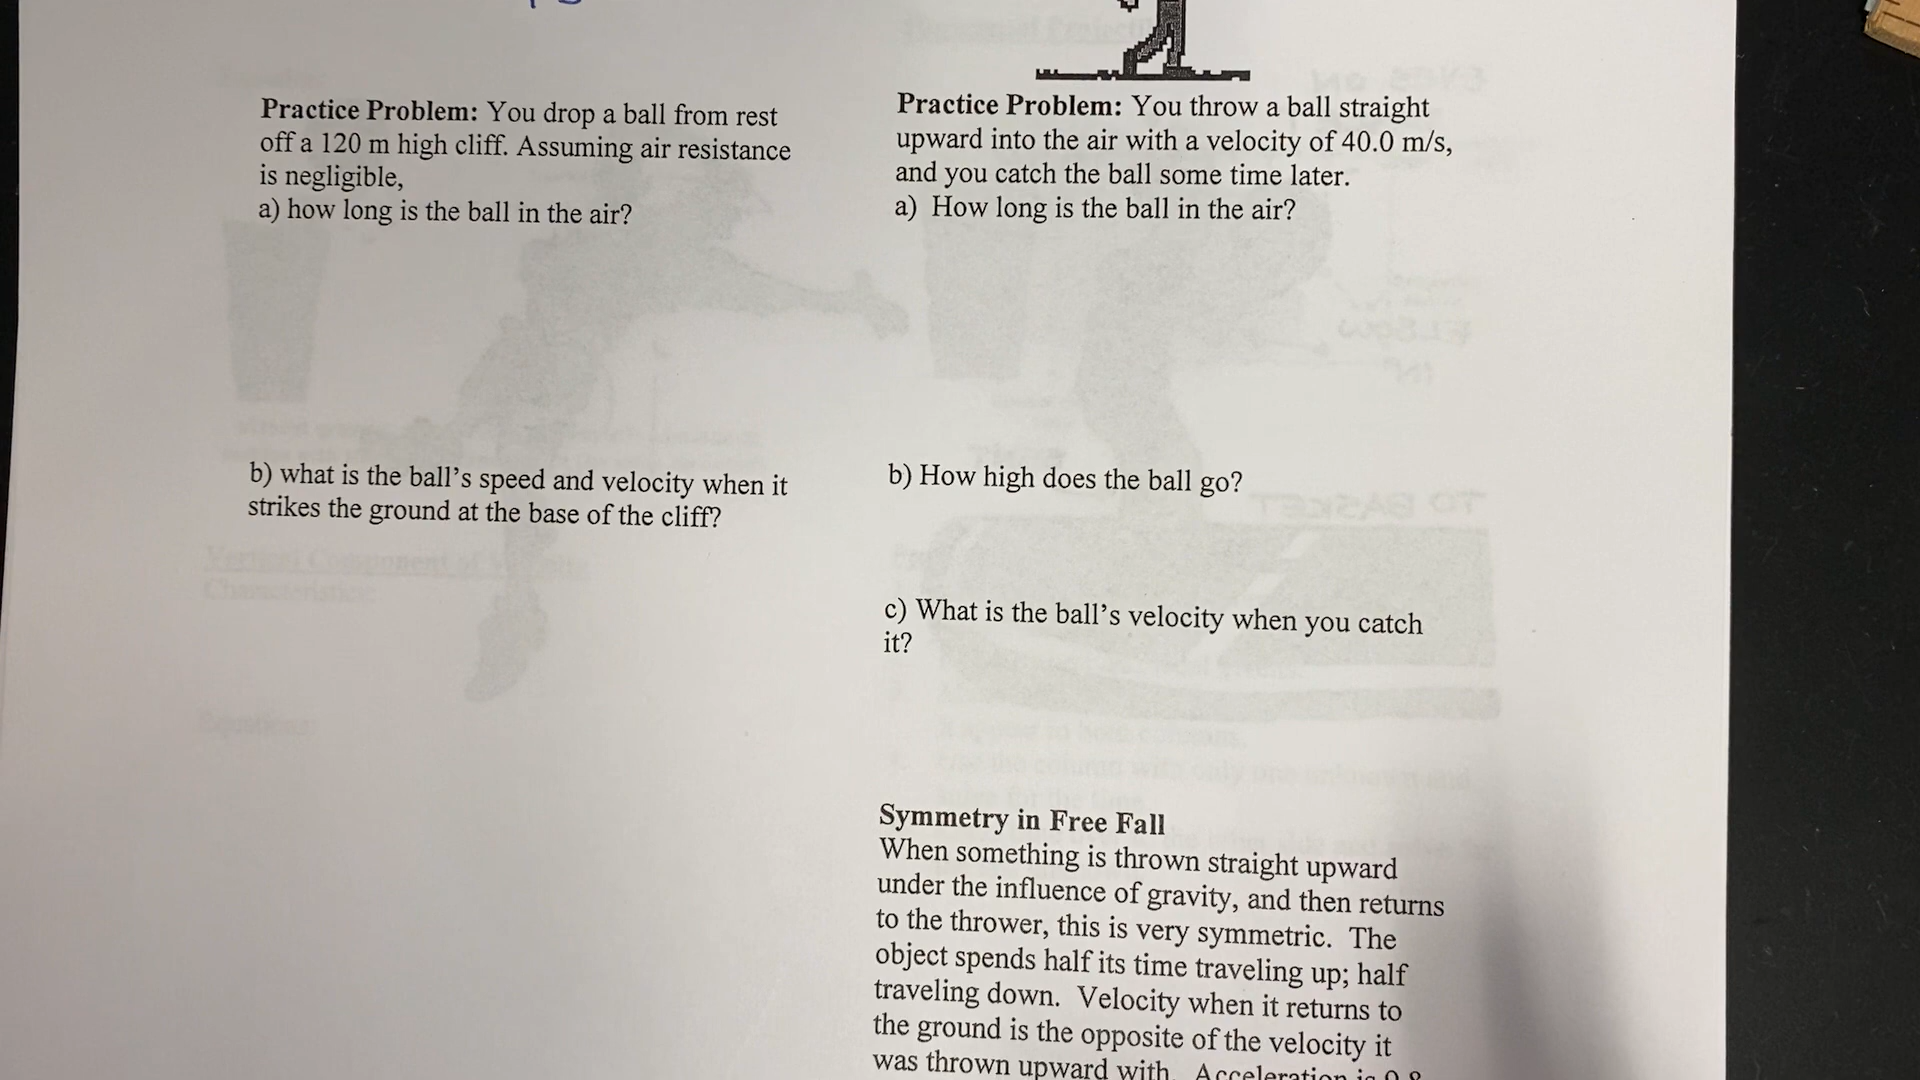 Practice Problem: You drop a ball from rest
off a 120 m high cliff. Assuming air resistance
is negligible,
a) how long is the ball in the air?
b) what is the ball's speed and velocity when it
strikes the ground at the base of the cliff?
Practice Problem: You throw a ball straight
upward into the air with a velocity of 40.0 m/s,
and you catch the ball some time later.
a) How long is the ball in the air?
b) How high does the ball go?
c) What is the ball's velocity when you catch
it?
Symmetry in Free Fall
When something is thrown straight upward
under the influence of gravity, and then returns
to the thrower, this is very symmetric. The
object spends half its time traveling up; half
traveling down. Velocity when it returns to
the ground is the opposite of the velocity it
was thrown upward with. Acceleration is 9.8